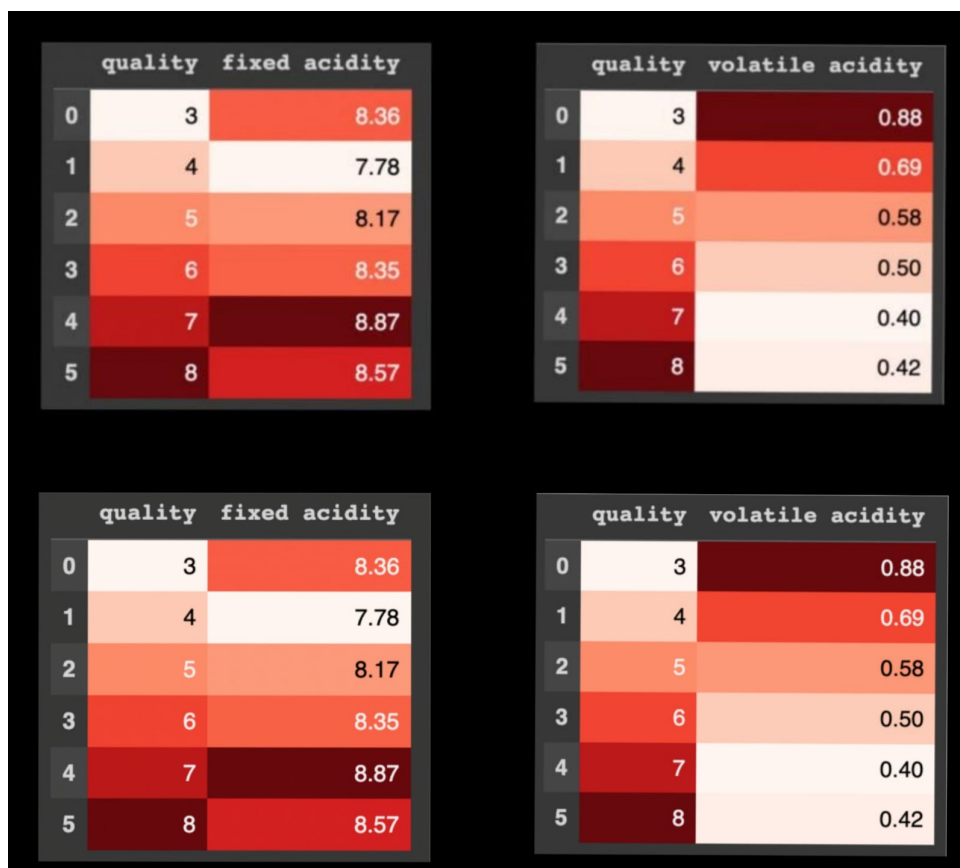 quality fixed acidity
0 3 8.36
1 4 7.78
2 5 8.17
3 6 8.35
4 7 8.87
5 8 8.57
quality volatile acidity
0 3 0.88
1 4 0.69
2 5 0.58
3 6 0.50
4 7 0.40
5 8 0.42
quality fixed acidity
0 3 8.36
1 4 7.78
2 5 8.17
3 6 8.35
4 7 8.87
5 8 8.57
quality volatile acidity
0 3 0.88
1 4 0.69
2 5 0.58
3 6 0.50
4 7 0.40
5 8 0.42